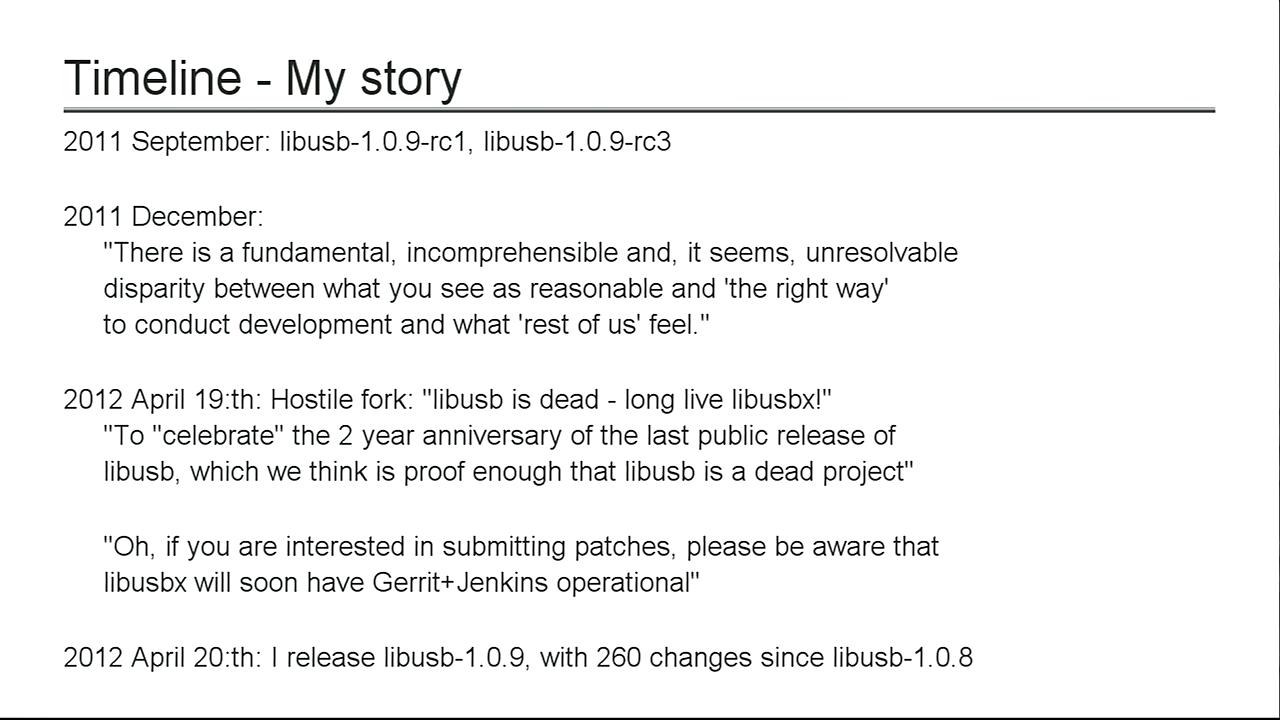 Timeline - My story
2011 September: libusb-1.0.9-rc1, libusb-1.0.9-rc3
2011 December:
"There is a fundamental, incomprehensible and, it seems, unresolvable
disparity between what you see as reasonable and 'the right way'
to conduct development and what 'rest of us' feel."
2012 April 19:th: Hostile fork: "libusb is dead - long live libusbx!"
"To "celebrate" the 2 year anniversary of the last public release of
libusb, which we think is proof enough that libusb is a dead project"
"Oh, if you are interested in submitting patches, please be aware that
libusbx will soon have Gerrit+Jenkins operational"
2012 April 20:th: I release libusb-1.0.9, with 260 changes since libusb-1.0.8